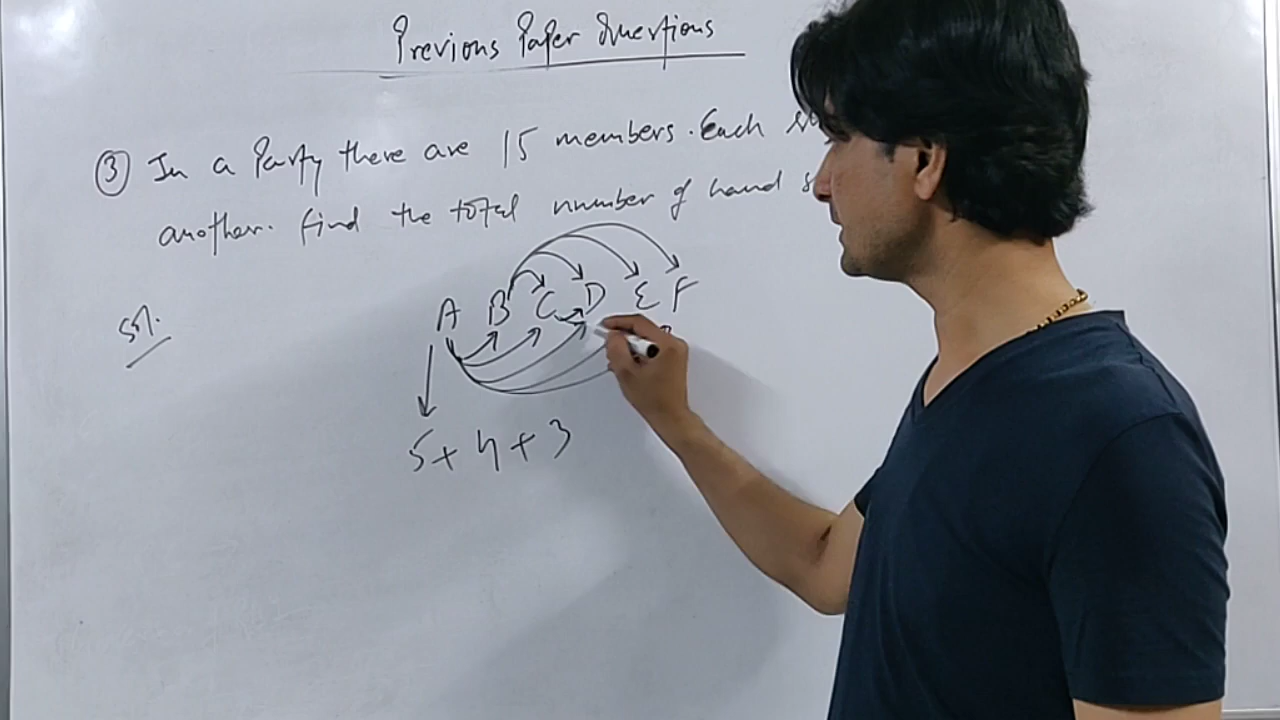 Previous Paper Questions
③ In a Party there are 15 members. Each
another. find the total number of hand
Sol.
A B C D E F
5 + 4 + 3